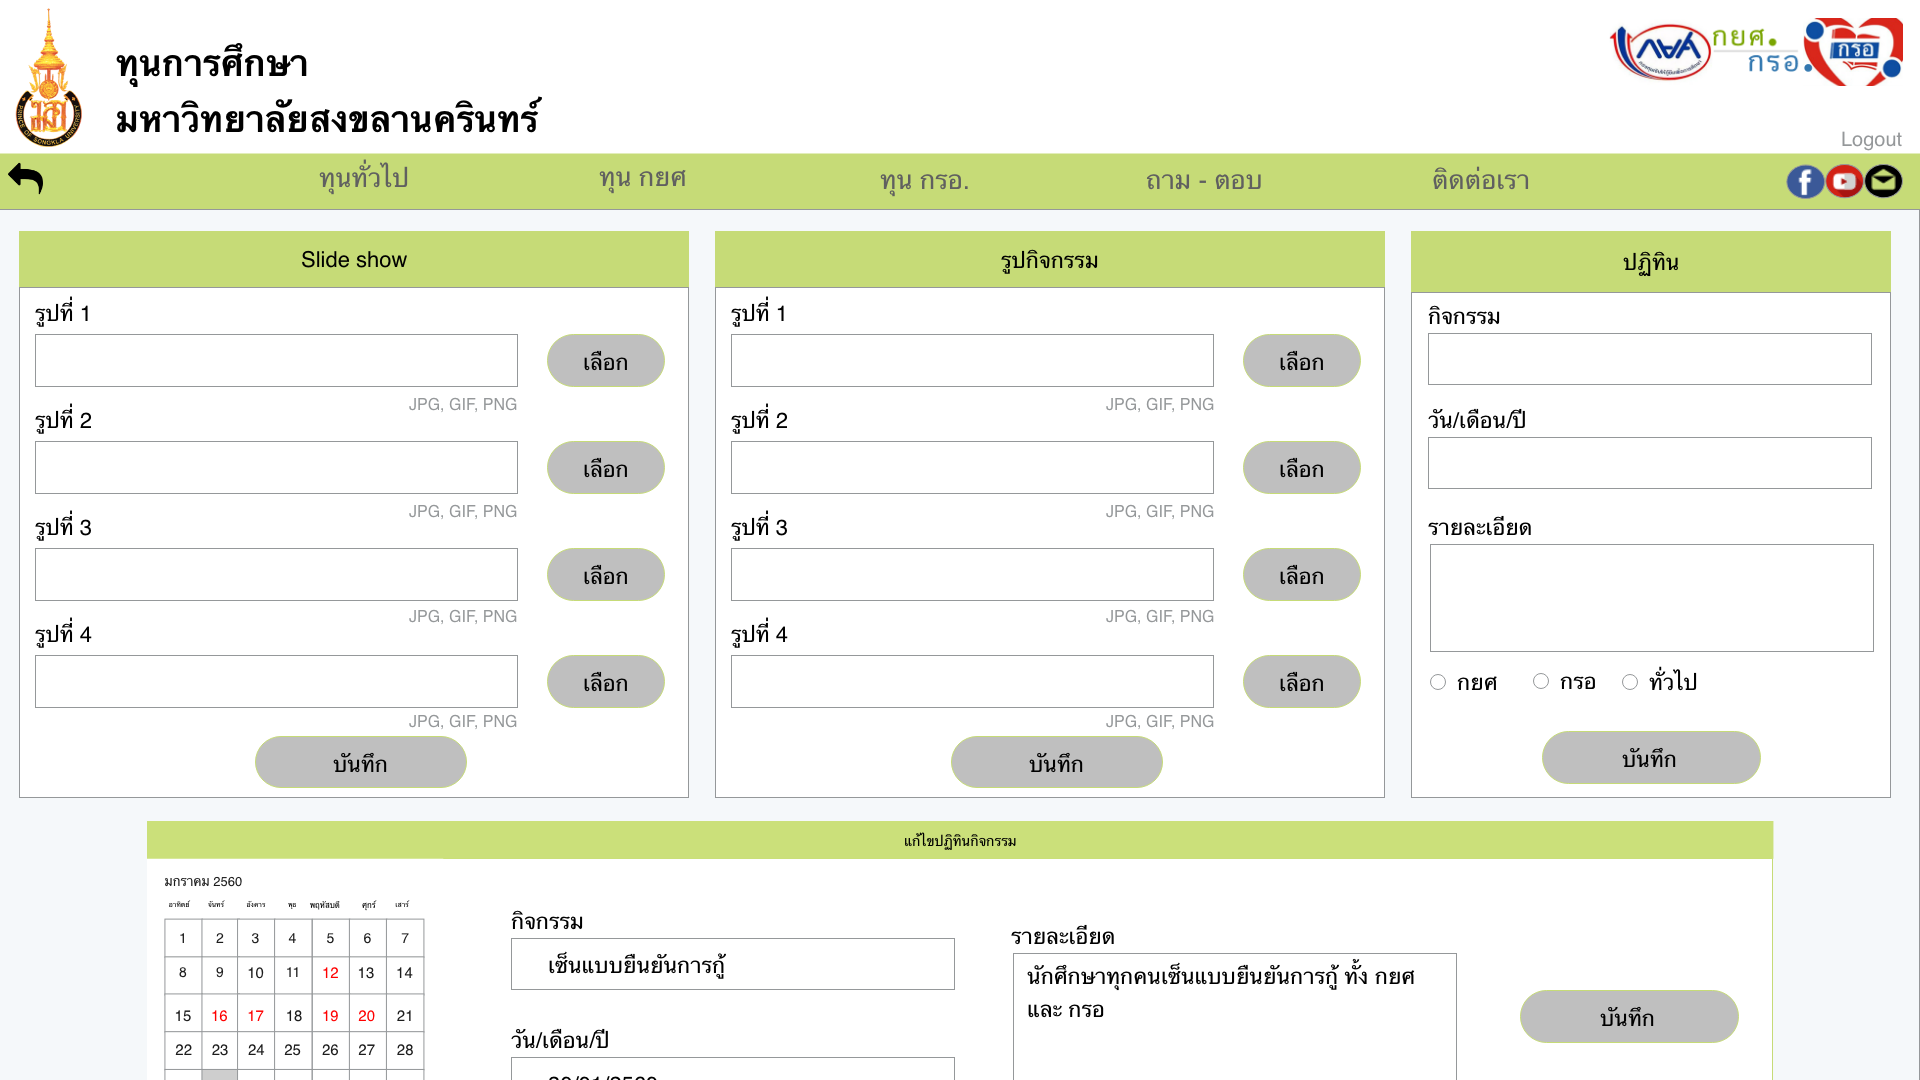 ทุนการศึกษา
มหาวิทยาลัยสงขลานครินทร์
กยศ.
กรอ.
กรอ
Logout
ทุนทั่วไป
ทุน กยศ
ทุน กรอ.
ถาม - ตอบ
ติดต่อเรา
Slide show
รูปที่ 1
เลือก
JPG, GIF, PNG
รูปที่ 2
เลือก
JPG, GIF, PNG
รูปที่ 3
เลือก
JPG, GIF, PNG
รูปที่ 4
เลือก
JPG, GIF, PNG
บันทึก
รูปกิจกรรม
รูปที่ 1
เลือก
JPG, GIF, PNG
รูปที่ 2
เลือก
JPG, GIF, PNG
รูปที่ 3
เลือก
JPG, GIF, PNG
รูปที่ 4
เลือก
JPG, GIF, PNG
บันทึก
ปฏิทิน
กิจกรรม
วัน/เดือน/ปี
รายละเอียด
กยศ กรอ ทั่วไป
บันทึก
แก้ไขปฏิทินกิจกรรม
มกราคม 2560
อาทิตย์ จันทร์ อังคาร พุธ พฤหัสบดี ศุกร์ เสาร์
1 2 3 4 5 6 7
8 9 10 11 12 13 14
15 16 17 18 19 20 21
22 23 24 25 26 27 28
กิจกรรม
เซ็นแบบยืนยันการกู้
วัน/เดือน/ปี
รายละเอียด
นักศึกษาทุกคนเซ็นแบบยืนยันการกู้ ทั้ง กยศ
และ กรอ
บันทึก